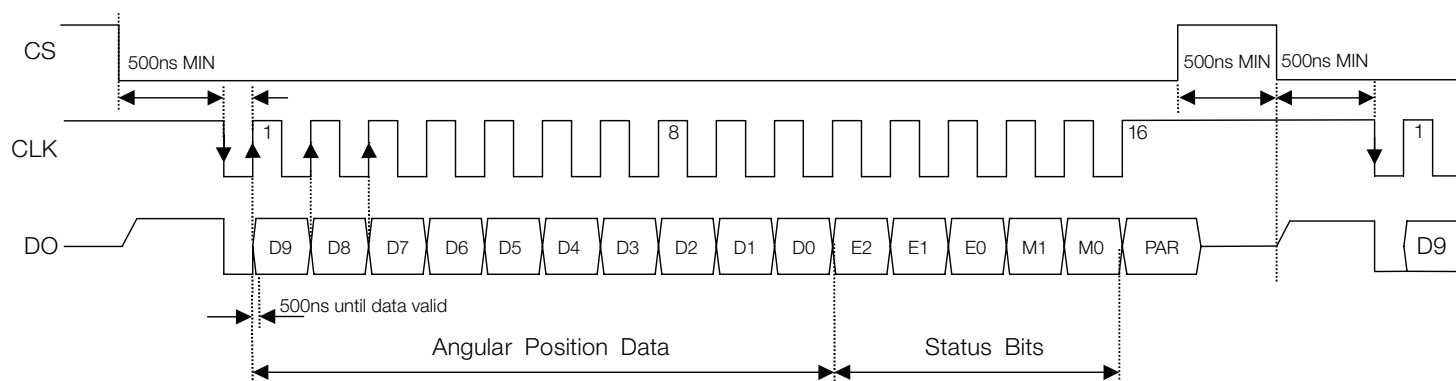 CS
500ns MIN
500ns MIN 500ns MIN
CLK
1 8 16 1
DO
D9 D8 D7 D6 D5 D4 D3 D2 D1 D0 E2 E1 E0 M1 M0 PAR D9
500ns until data valid
Angular Position Data Status Bits